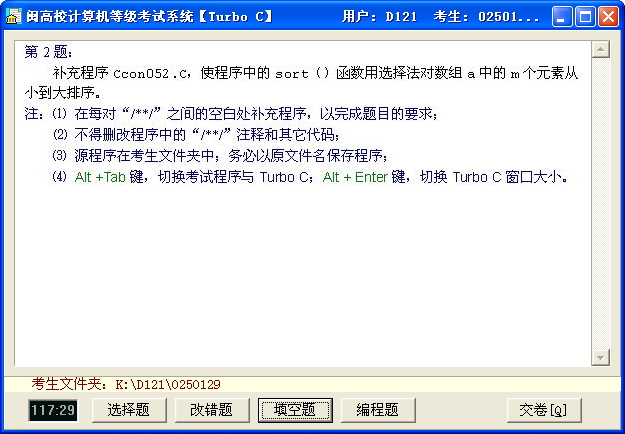 闽高校计算机等级考试系统【Turbo C】 用户: D121 考生: 02501...
第 2 题:
补充程序 Ccon052.C，使程序中的 sort () 函数用选择法对数组 a 中的 m 个元素从
小到大排序。
注: ⑴ 在每对“/**/”之间的空白处补充程序，以完成题目的要求;
⑵ 不得删改程序中的“/**/”注释和其它代码;
⑶ 源程序在考生文件夹中; 务必以原文件名保存程序;
⑷ Alt +Tab 键，切换考试程序与 Turbo C; Alt + Enter 键，切换 Turbo C 窗口大小。
考生文件夹: K:\D121\0250129
117:29 选择题 改错题 填空题 编程题 交卷[Q]